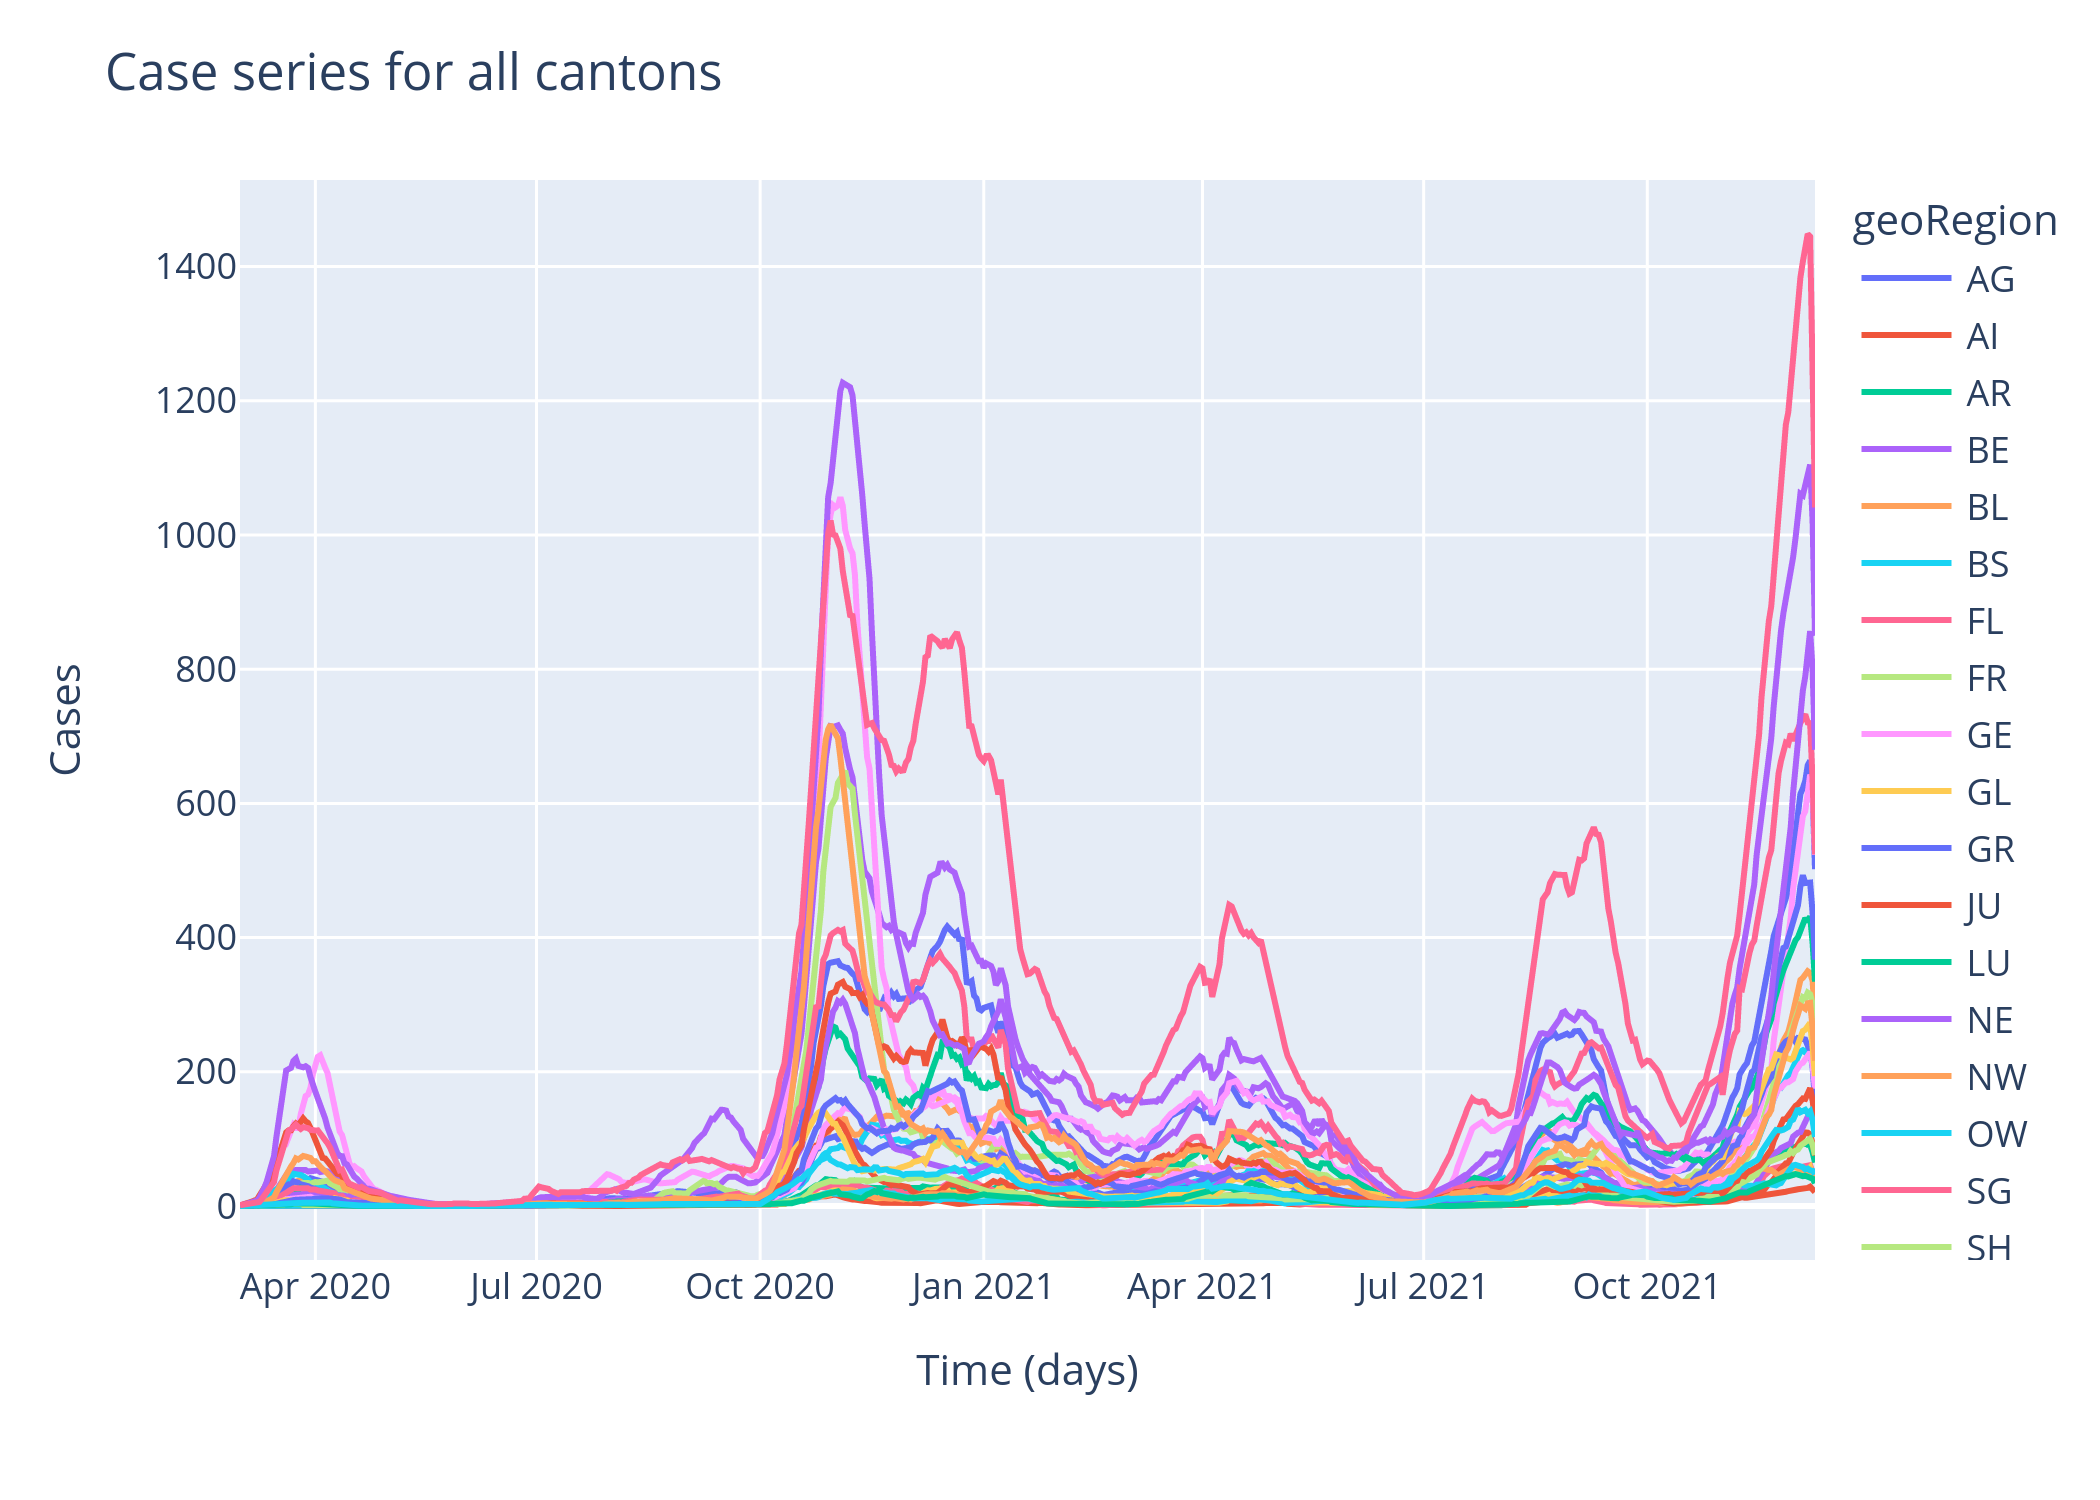 Case series for all cantons
geoRegion
AG
AI
AR
BE
BL
BS
FL
FR
GE
GL
GR
JU
LU
NE
NW
OW
SG
SH
1400
1200
1000
800
600
400
200
0
0
Cases
Apr 2020 Jul 2020 Oct 2020 Jan 2021 Apr 2021 Jul 2021 Oct 2021
Time (days)